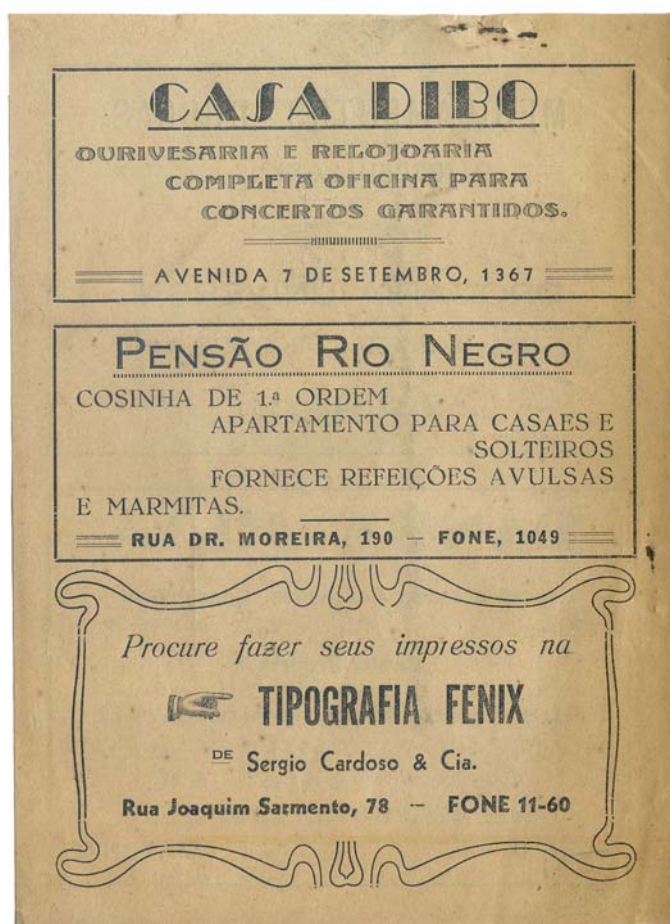 CASA DIBO
OURIVESARIA E RELOJOARIA
COMPLETA OFICINA PARA
CONCERTOS GARANTIDOS.
AVENIDA 7 DE SETEMBRO, 1367
PENSÃO RIO NEGRO
COSINHA DE 1.ª ORDEM
APARTAMENTO PARA CASAES E
SOLTEIROS
FORNECE REFEIÇÕES AVULSAS
E MARMITAS.
RUA DR. MOREIRA, 190 — FONE, 1049
Procure fazer seus impressos na
TIPOGRAFIA FENIX
DE Sergio Cardoso & Cia.
Rua Joaquim Sarmento, 78 — FONE 11-60